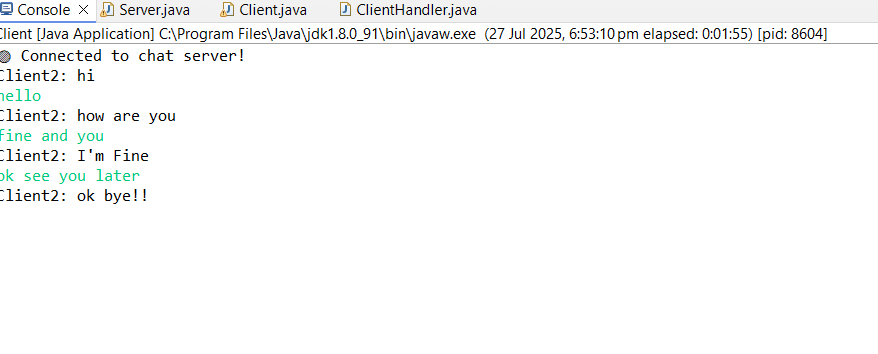 Console Server.java Client.java ClientHandler.java
Client [Java Application] C:\Program Files\Java\jdk1.8.0_91\bin\javaw.exe (27 Jul 2025, 6:53:10 pm elapsed: 0:01:55) [pid: 8604]
Connected to chat server!
Client2: hi
hello
Client2: how are you
fine and you
Client2: I'm Fine
ok see you later
Client2: ok bye!!